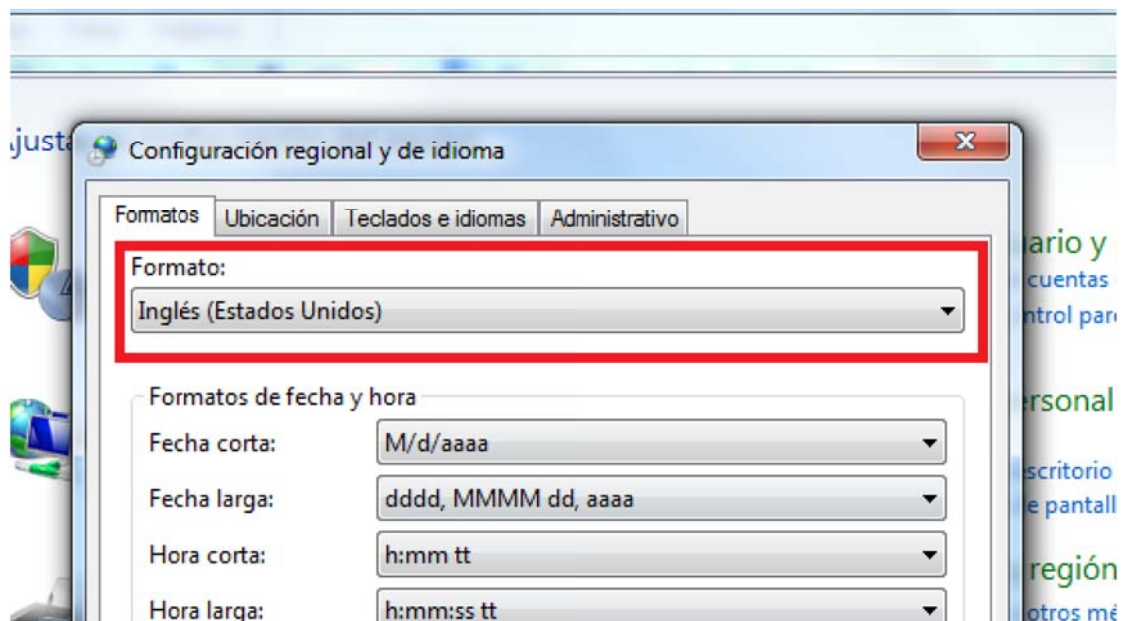 Configuración regional y de idioma
Formatos Ubicación Teclados e idiomas Administrativo
Formato:
Inglés (Estados Unidos)
Formatos de fecha y hora
Fecha corta: M/d/aaaa
Fecha larga: dddd, MMMM dd, aaaa
Hora corta: h:mm tt
Hora larga: h:mm:ss tt
ario y
cuentas
ntrol par
ersonal
escritorio
e pantall
región
otros mé